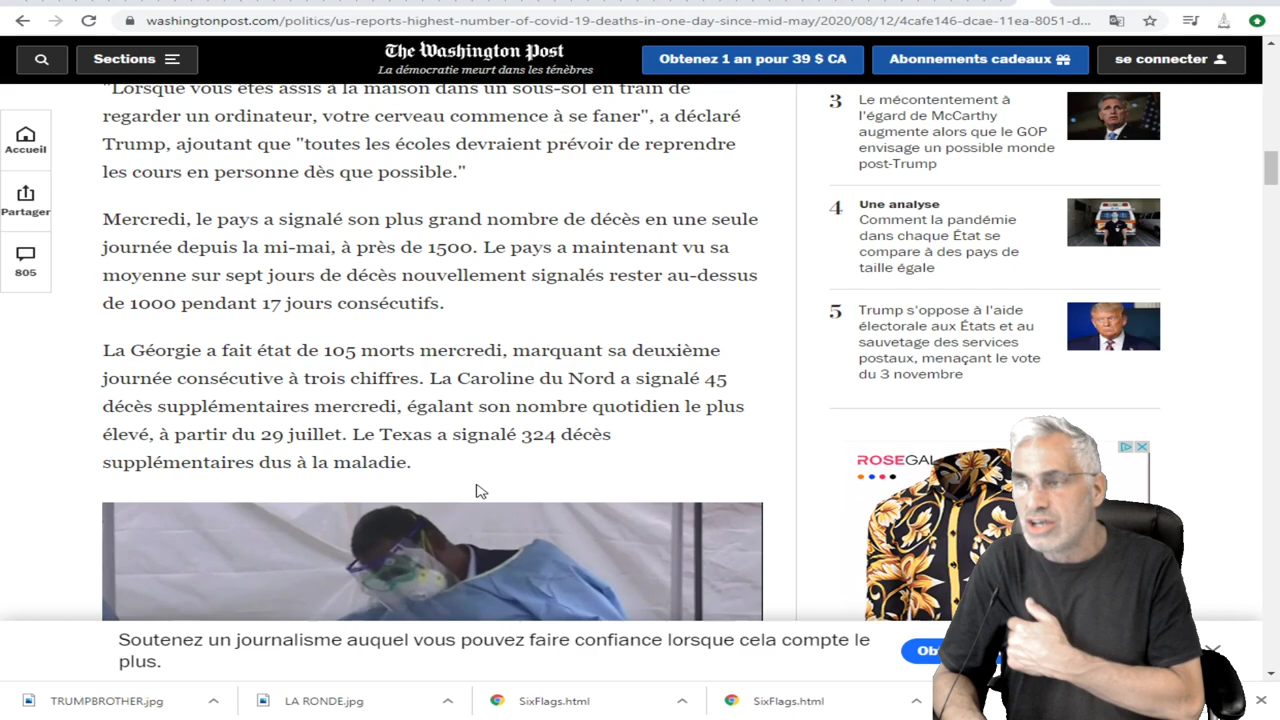 washingtonpost.com/politics/us-reports-highest-number-of-covid-19-deaths-in-one-day-since-mid-may/2020/08/12/4cafe146-dcae-11ea-8051-d...
Sections
The Washington Post
La démocratie meurt dans les ténèbres
Obtenez 1 an pour 39 $ CA
Abonnements cadeaux
se connecter
Accueil
Partager
805
"Lorsque vous êtes assis à la maison dans un sous-sol en train de
regarder un ordinateur, votre cerveau commence à se faner", a déclaré
Trump, ajoutant que "toutes les écoles devraient prévoir de reprendre
les cours en personne dès que possible."
Mercredi, le pays a signalé son plus grand nombre de décès en une seule
journée depuis la mi-mai, à près de 1500. Le pays a maintenant vu sa
moyenne sur sept jours de décès nouvellement signalés rester au-dessus
de 1000 pendant 17 jours consécutifs.
La Géorgie a fait état de 105 morts mercredi, marquant sa deuxième
journée consécutive à trois chiffres. La Caroline du Nord a signalé 45
décès supplémentaires mercredi, égalant son nombre quotidien le plus
élevé, à partir du 29 juillet. Le Texas a signalé 324 décès
supplémentaires dus à la maladie.
3
Le mécontentement à
l'égard de McCarthy
augmente alors que le GOP
envisage un possible monde
post-Trump
4
Une analyse
Comment la pandémie
dans chaque État se
compare à des pays de
taille égale
5
Trump s'oppose à l'aide
électorale aux États et au
sauvetage des services
postaux, menaçant le vote
du 3 novembre
ROSEGAL
Soutenez un journalisme auquel vous pouvez faire confiance lorsque cela compte le
plus.
Ob
TRUMPBROTHER.jpg
LA RONDE.jpg
SixFlags.html
SixFlags.html